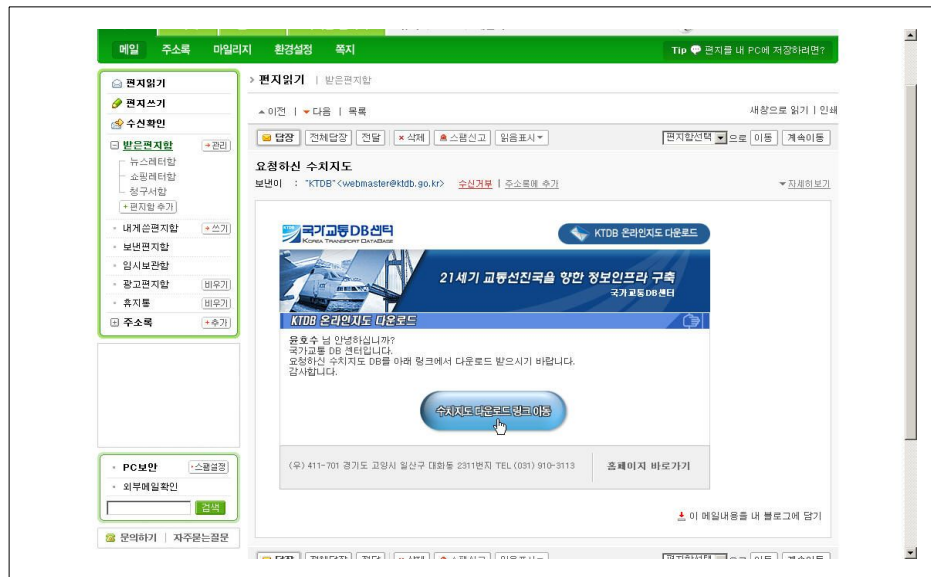 메일 주소록 마일리지 환경설정 쪽지
Tip 편지를 내 PC에 저장하려면?
편지읽기
편지쓰기
수신확인
받은편지함 관리
뉴스레터함
쇼핑레터함
청구서함
+편지함 추가
내게쓴편지함 +쓰기
보낸편지함
임시보관함
광고편지함 비우기
휴지통 비우기
주소록 +추가
PC보안 스팸설정
외부메일확인
검색
문의하기 | 자주묻는질문
> 편지읽기 | 받은편지함
이전 | 다음 | 목록
새창으로 읽기 | 인쇄
답장 전체답장 전달 × 삭제 스팸신고 읽음표시
편지함선택 으로 이동 계속이동
요청하신 수치지도
보낸이 : "KTDB"<webmaster@ktdb.go.kr> 수신거부 | 주소록에 추가
자세히보기
KTDB 국가교통DB센터
KOREA TRANSPORT DATABASE
KTDB 온라인지도 다운로드
21세기 교통선진국을 향한 정보인프라 구축
국가교통DB센터
KTDB 온라인지도 다운로드
윤호수 님 안녕하십니까?
국가교통 DB 센터입니다.
요청하신 수치지도 DB를 아래 링크에서 다운로드 받으시기 바랍니다.
감사합니다.
수치지도 다운로드 링크 이동
(우) 411-701 경기도 고양시 일산구 대화동 2311번지 TEL (031) 910-3113
홈페이지 바로가기
이 메일내용을 내 블로그에 담기